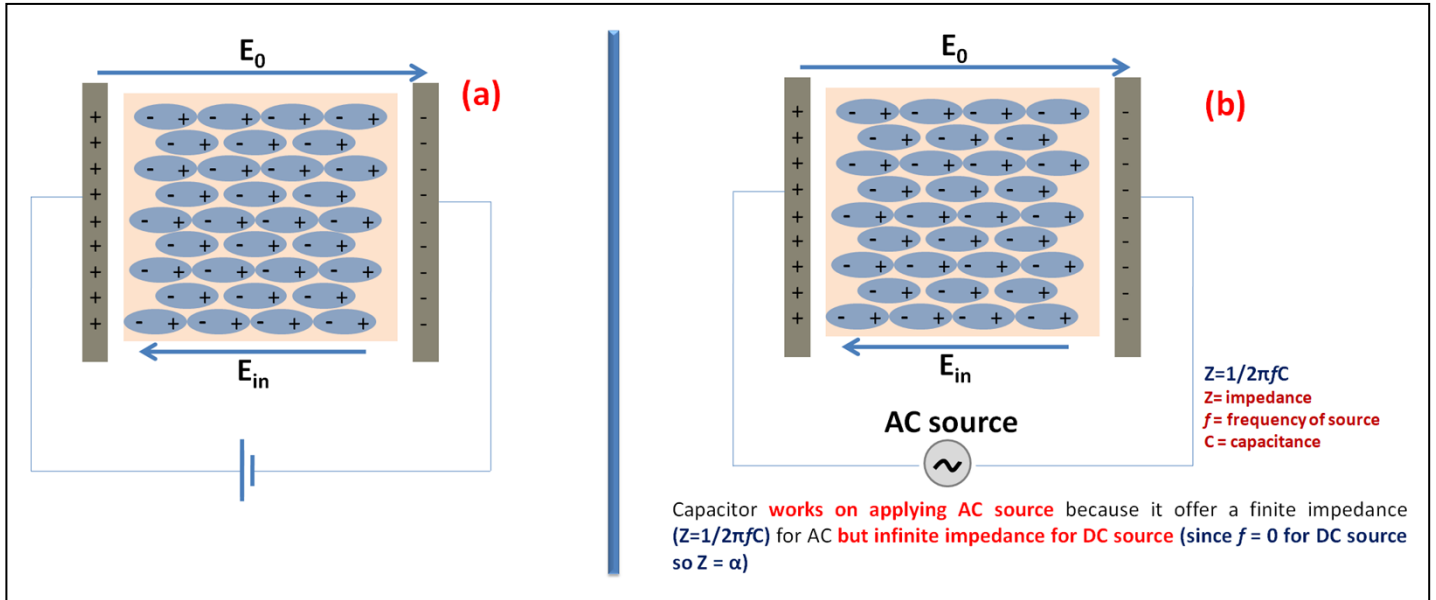 E0
(a)
+ -
- + - + - + - +
+ -
- + - + - +
+ -
- + - + - + - +
+ -
- + - + - +
+ -
- + - + - + - +
+ -
- + - + - +
+ -
- + - + - + - +
+ -
- + - + - +
+ -
- + - + - + - +
Ein
E0
(b)
+ -
- + - + - + - +
+ -
- + - + - +
+ -
- + - + - + - +
+ -
- + - + - +
+ -
- + - + - + - +
+ -
- + - + - +
+ -
- + - + - + - +
+ -
- + - + - +
+ -
- + - + - + - +
Ein
Z=1/2πfC
Z= impedance
f = frequency of source
C = capacitance
AC source
~
Capacitor works on applying AC source because it offer a finite impedance
(Z=1/2πfC) for AC but infinite impedance for DC source (since f = 0 for DC source
so Z = α)